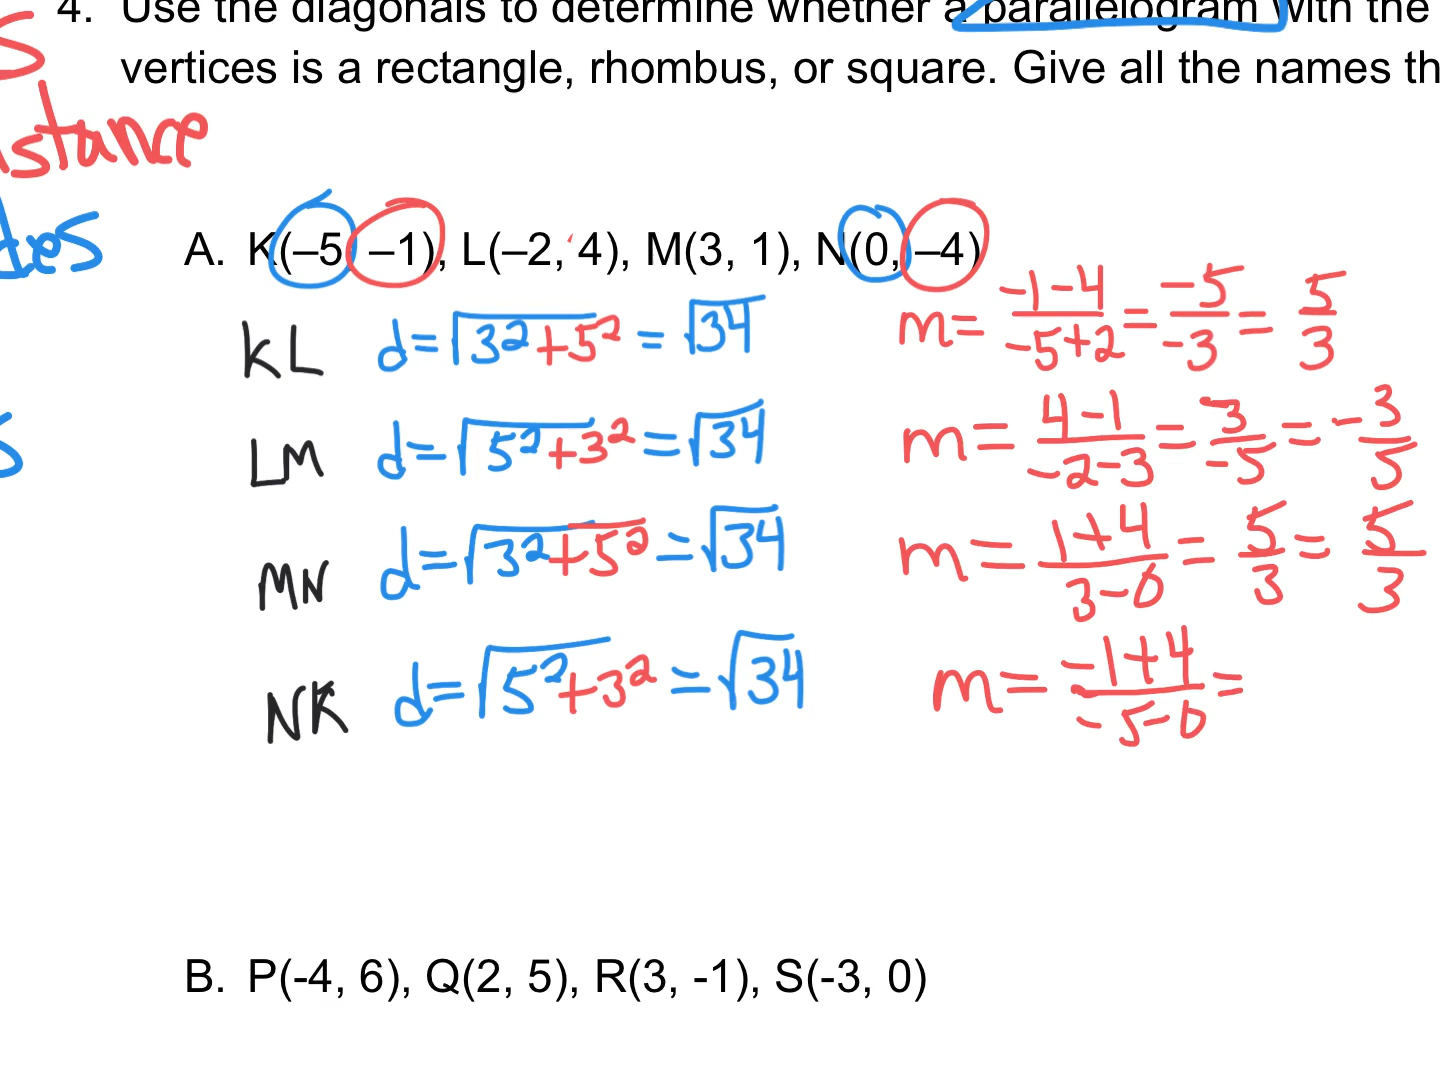 4. Use the diagonals to determine whether a parallelogram with the
vertices is a rectangle, rhombus, or square. Give all the names th
s
stance
tes
A. K(–5, –1), L(–2, 4), M(3, 1), N(0, –4)
KL d=√3²+5² = √34 m= -1-4/-5+2 = -5/-3 = 5/3
LM d=√5²+3² = √34 m= 4-1/-2-3 = 3/-5 = -3/5
s
MN d=√3²+5² = √34 m= 1+4/3-0 = 5/3 = 5/3
NK d=√5²+3² = √34 m= -1+4/-5-0 =
B. P(-4, 6), Q(2, 5), R(3, -1), S(-3, 0)